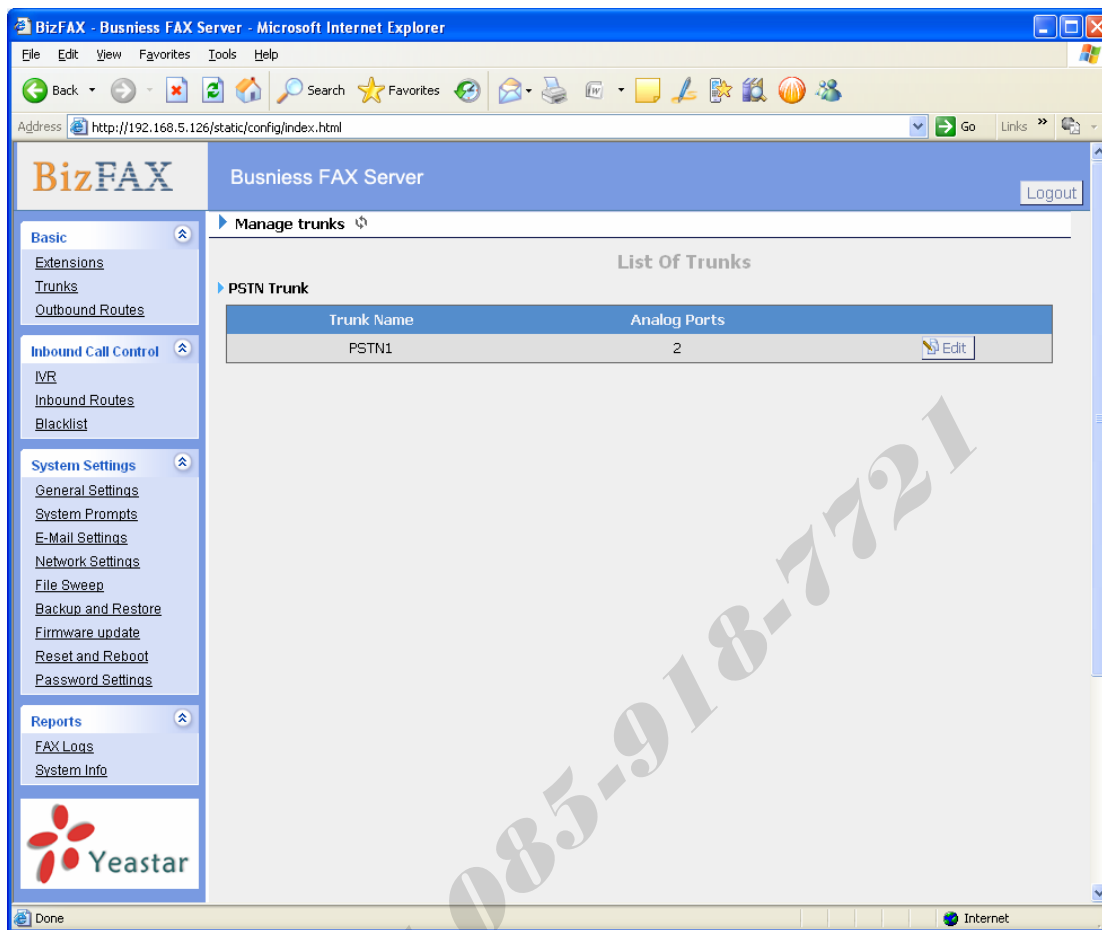 BizFAX - Busniess FAX Server - Microsoft Internet Explorer
File Edit View Favorites Tools Help
Back Search Favorites
Address http://192.168.5.126/static/config/index.html Go Links »
BizFAX
Busniess FAX Server
Logout
Basic
Extensions
Trunks
Outbound Routes
Inbound Call Control
IVR
Inbound Routes
Blacklist
System Settings
General Settings
System Prompts
E-Mail Settings
Network Settings
File Sweep
Backup and Restore
Firmware update
Reset and Reboot
Password Settings
Reports
FAX Logs
System Info
Yeastar
Manage trunks
List Of Trunks
PSTN Trunk
Trunk Name Analog Ports
PSTN1 2 Edit
085-918-7721
Done Internet